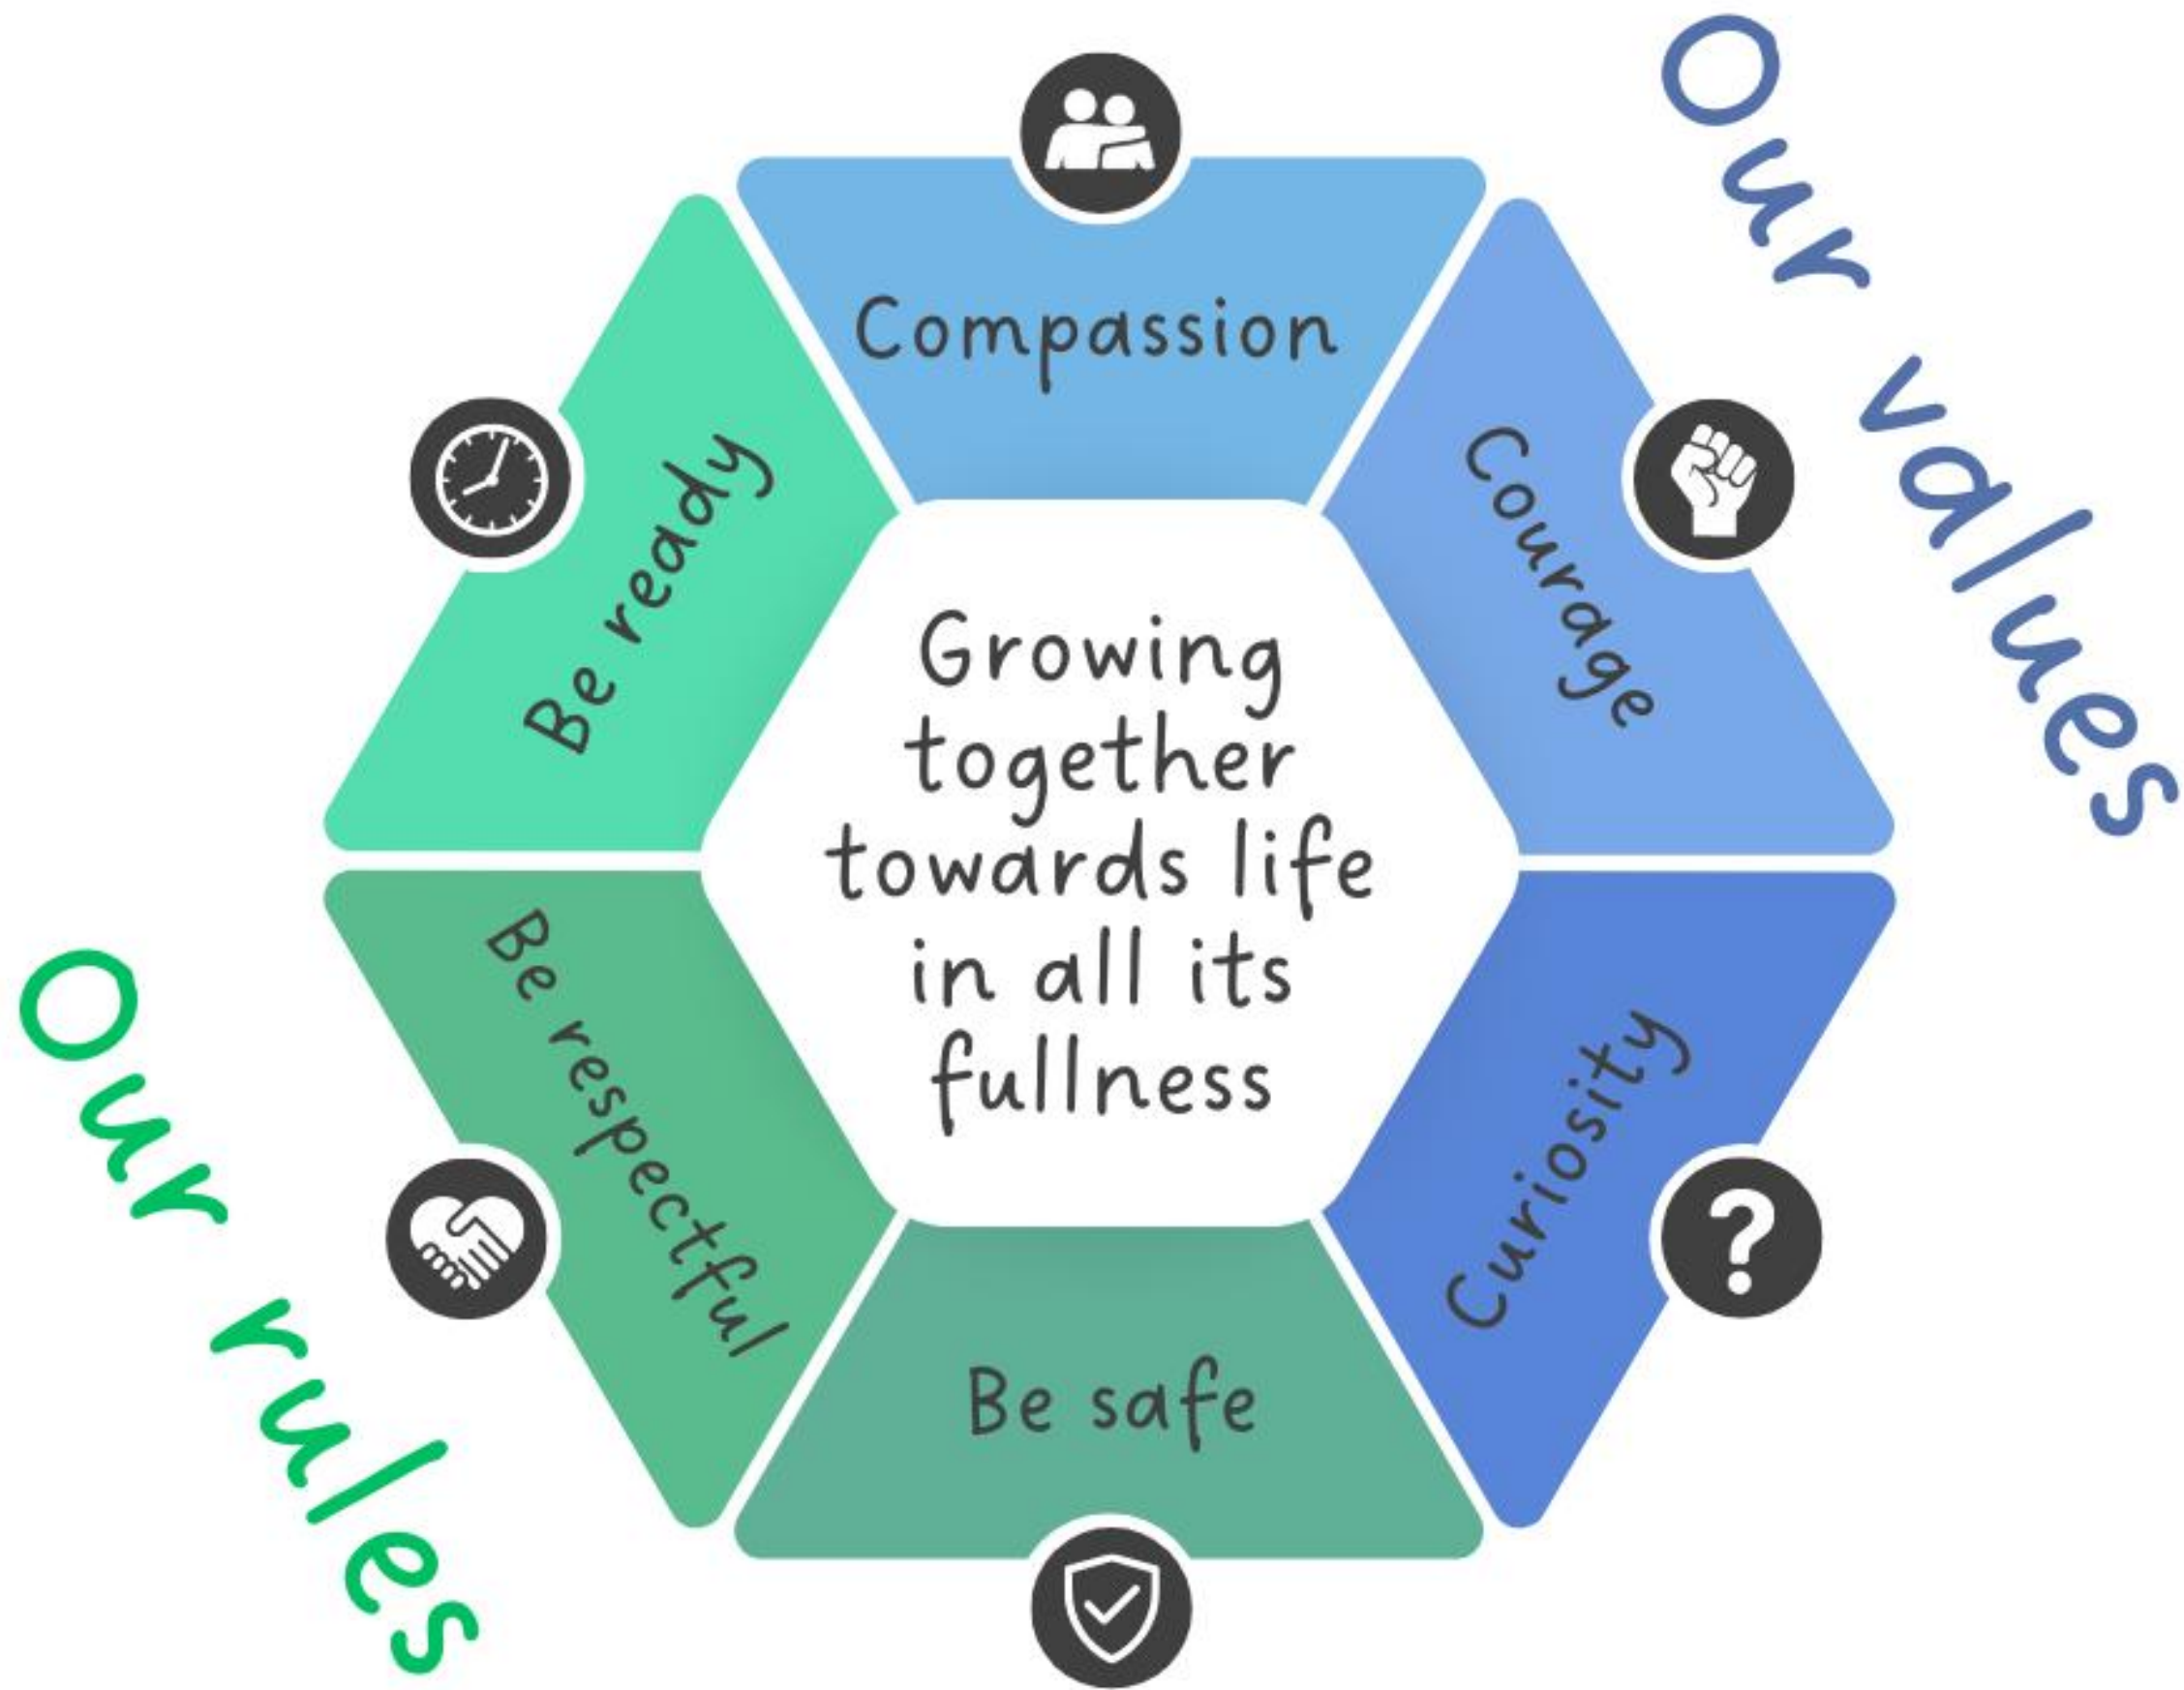 Our values
Compassion
Courage
Curiosity
Be safe
Be respectful
Be ready
Growing
together
towards life
in all its
fullness
Our rules